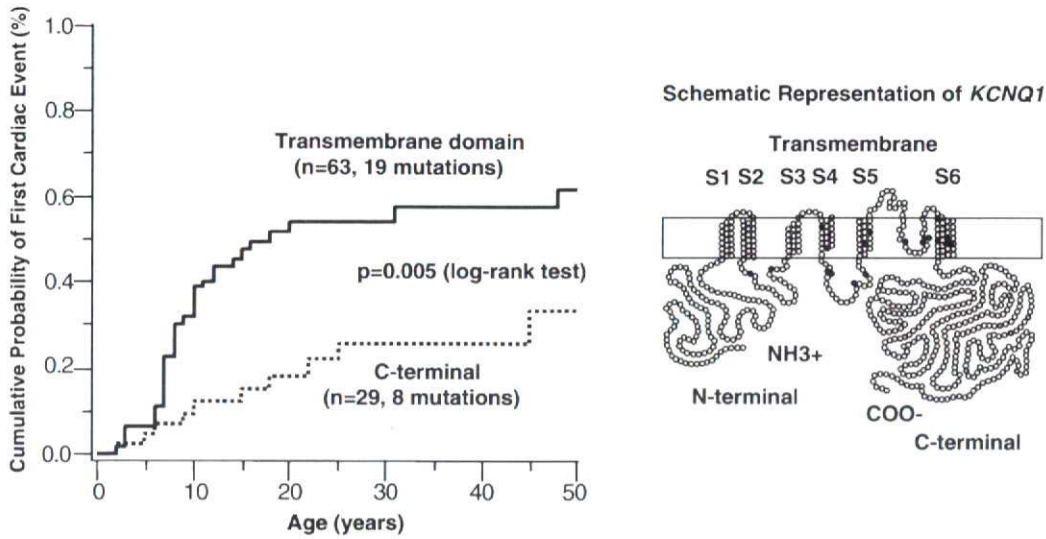 Cumulative Probability of First Cardiac Event (%)
1.0
0.8
0.6
0.4
0.2
0.0
Transmembrane domain
(n=63, 19 mutations)
p=0.005 (log-rank test)
C-terminal
(n=29, 8 mutations)
0 10 20 30 40 50
Age (years)
Schematic Representation of KCNQ1
Transmembrane
S1 S2 S3 S4 S5 S6
NH3+
N-terminal
COO-
C-terminal